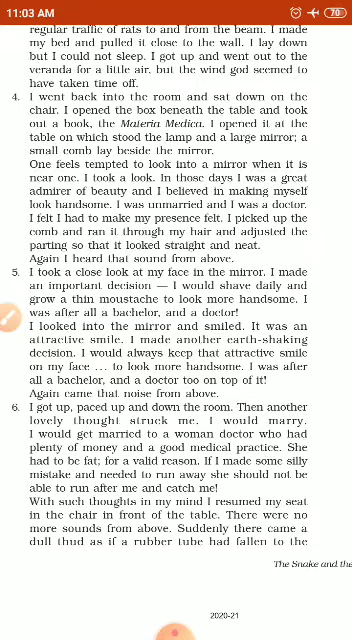 11:03 AM
70
regular traffic of rats to and from the beam. I made
my bed and pulled it close to the wall. I lay down
but I could not sleep. I got up and went out to the
veranda for a little air, but the wind god seemed to
have taken time off.
4. I went back into the room and sat down on the
chair. I opened the box beneath the table and took
out a book, the Materia Medica. I opened it at the
table on which stood the lamp and a large mirror; a
small comb lay beside the mirror.
One feels tempted to look into a mirror when it is
near one. I took a look. In those days I was a great
admirer of beauty and I believed in making myself
look handsome. I was unmarried and I was a doctor.
I felt I had to make my presence felt. I picked up the
comb and ran it through my hair and adjusted the
parting so that it looked straight and neat.
Again I heard that sound from above.
5. I took a close look at my face in the mirror. I made
an important decision — I would shave daily and
grow a thin moustache to look more handsome. I
was after all a bachelor, and a doctor!
I looked into the mirror and smiled. It was an
attractive smile. I made another earth-shaking
decision. I would always keep that attractive smile
on my face ... to look more handsome. I was after
all a bachelor, and a doctor too on top of it!
Again came that noise from above.
6. I got up, paced up and down the room. Then another
lovely thought struck me. I would marry.
I would get married to a woman doctor who had
plenty of money and a good medical practice. She
had to be fat; for a valid reason. If I made some silly
mistake and needed to run away she should not be
able to run after me and catch me!
With such thoughts in my mind I resumed my seat
in the chair in front of the table. There were no
more sounds from above. Suddenly there came a
dull thud as if a rubber tube had fallen to the
The Snake and the
2020-21